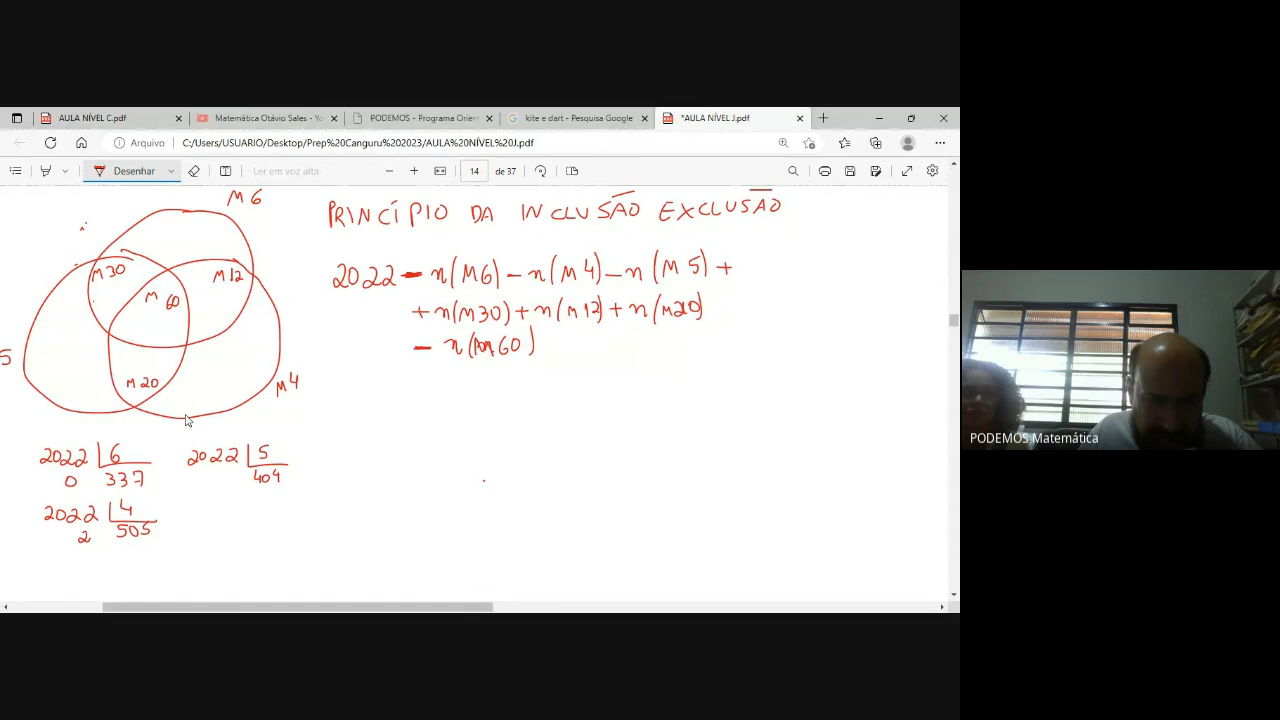 AULA NÍVEL C.pdf
Matemática Otávio Sales - Yo
PODEMOS - Programa Orien
kite e dart - Pesquisa Google
*AULA NÍVEL J.pdf
Arquivo
C:/Users/USUARIO/Desktop/Prep%20Canguru%202023/AULA%20NÍVEL%20J.pdf
Desenhar
Ler em voz alta
14 de 37
M 6
PRINCÍPIO DA INCLUSÃO EXCLUSÃO
M30
M12
2022 - n(M6) - n(M4) - n(M5) +
M 60
+ n(M30) + n(M12) + n(M20)
- n(M60)
5
M20
M4
2022 6
0 337
2022 5
404
2022 4
2 505
PODEMOS Matemática